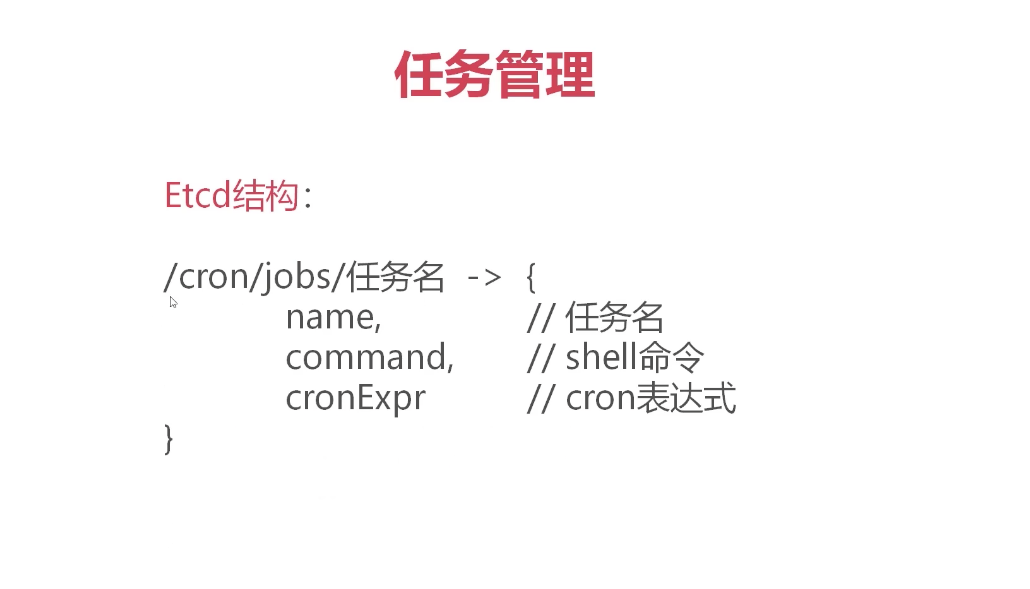 任务管理
Etcd结构：
/cron/jobs/任务名 -> {
name, // 任务名
command, // shell命令
cronExpr // cron表达式
}